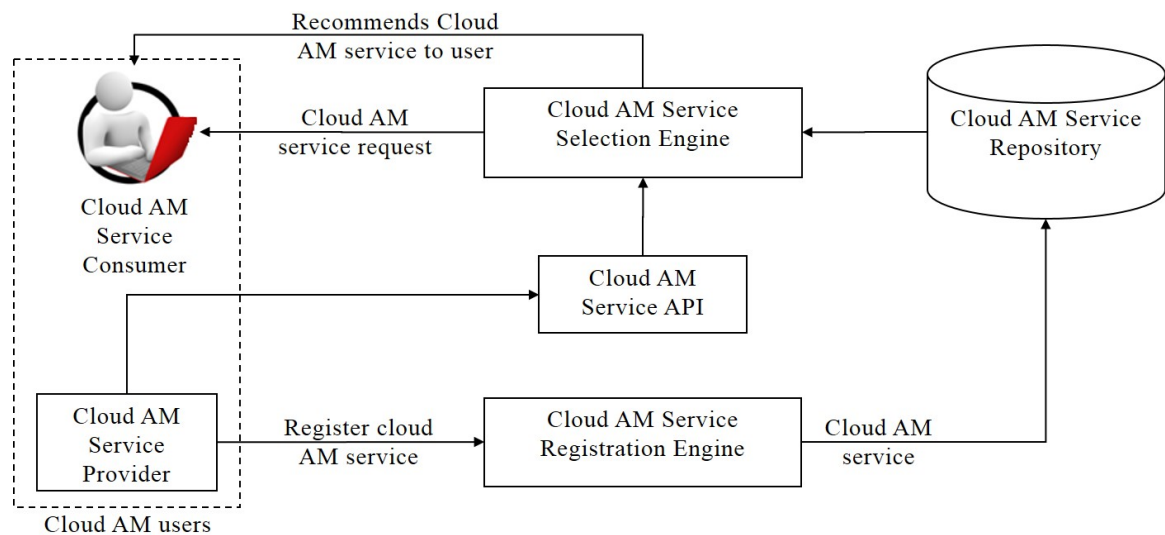 Recommends Cloud
AM service to user
Cloud AM
service request
Cloud AM Service
Selection Engine
Cloud AM Service
Repository
Cloud AM
Service
Consumer
Cloud AM
Service API
Cloud AM
Service
Provider
Register cloud
AM service
Cloud AM Service
Registration Engine
Cloud AM
service
Cloud AM users